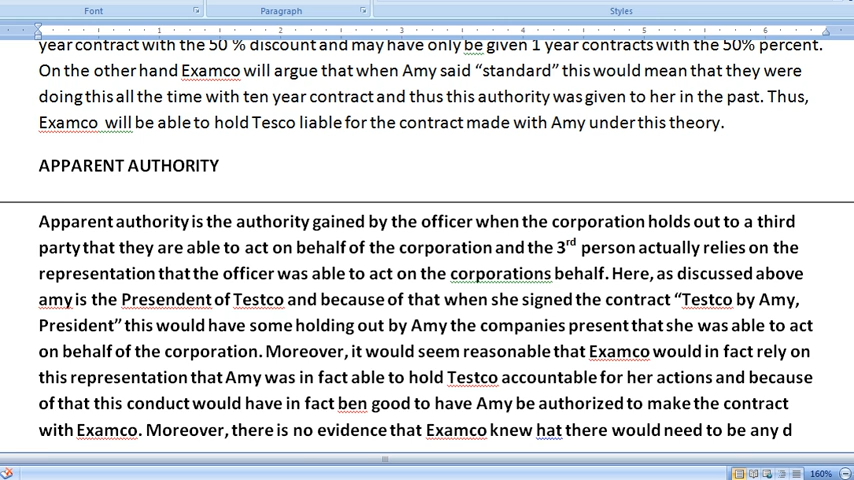 Font Paragraph Styles
1 2 3 4 5 6
year contract with the 50 % discount and may have only be given 1 year contracts with the 50% percent.
On the other hand Examco will argue that when Amy said “standard” this would mean that they were
doing this all the time with ten year contract and thus this authority was given to her in the past. Thus,
Examco  will be able to hold Tesco liable for the contract made with Amy under this theory.
APPARENT AUTHORITY
Apparent authority is the authority gained by the officer when the corporation holds out to a third
party that they are able to act on behalf of the corporation and the 3rd person actually relies on the
representation that the officer was able to act on the corporations behalf. Here, as discussed above
amy is the Presendent of Testco and because of that when she signed the contract “Testco by Amy,
President” this would have some holding out by Amy the companies present that she was able to act
on behalf of the corporation. Moreover, it would seem reasonable that Examco would in fact rely on
this representation that Amy was in fact able to hold Testco accountable for her actions and because
of that this conduct would have in fact ben good to have Amy be authorized to make the contract
with Examco. Moreover, there is no evidence that Examco knew hat there would need to be any d
160%